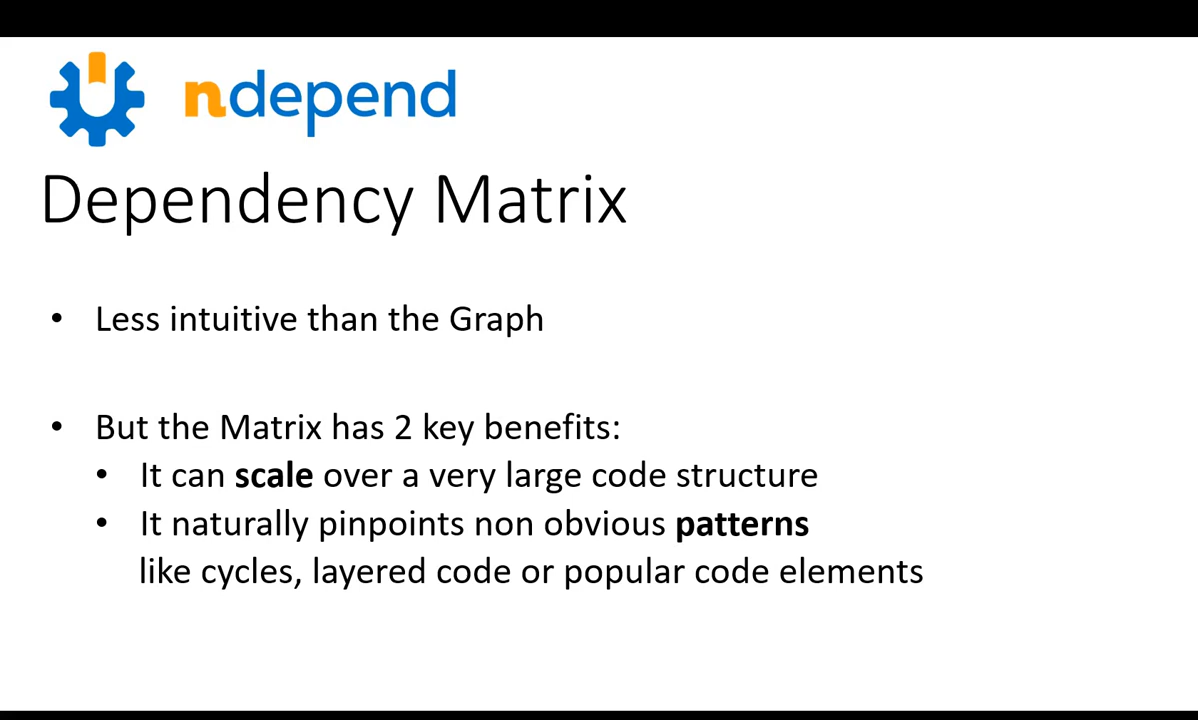 ndepend
Dependency Matrix
• Less intuitive than the Graph
• But the Matrix has 2 key benefits:
• It can scale over a very large code structure
• It naturally pinpoints non obvious patterns
like cycles, layered code or popular code elements